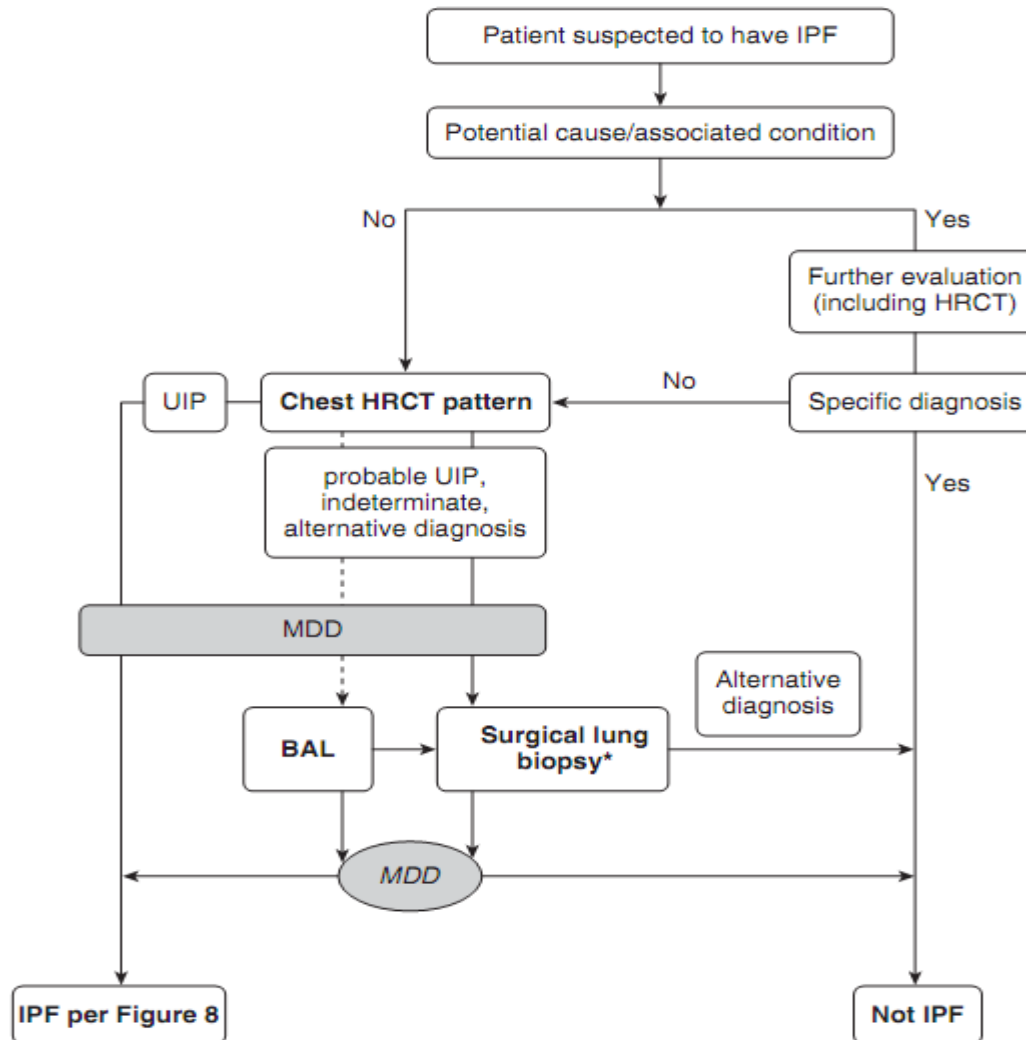 Patient suspected to have IPF
Potential cause/associated condition
No
Yes
Further evaluation
(including HRCT)
UIP
Chest HRCT pattern
No
Specific diagnosis
probable UIP,
indeterminate,
alternative diagnosis
Yes
MDD
Alternative
diagnosis
BAL
Surgical lung
biopsy*
MDD
IPF per Figure 8
Not IPF